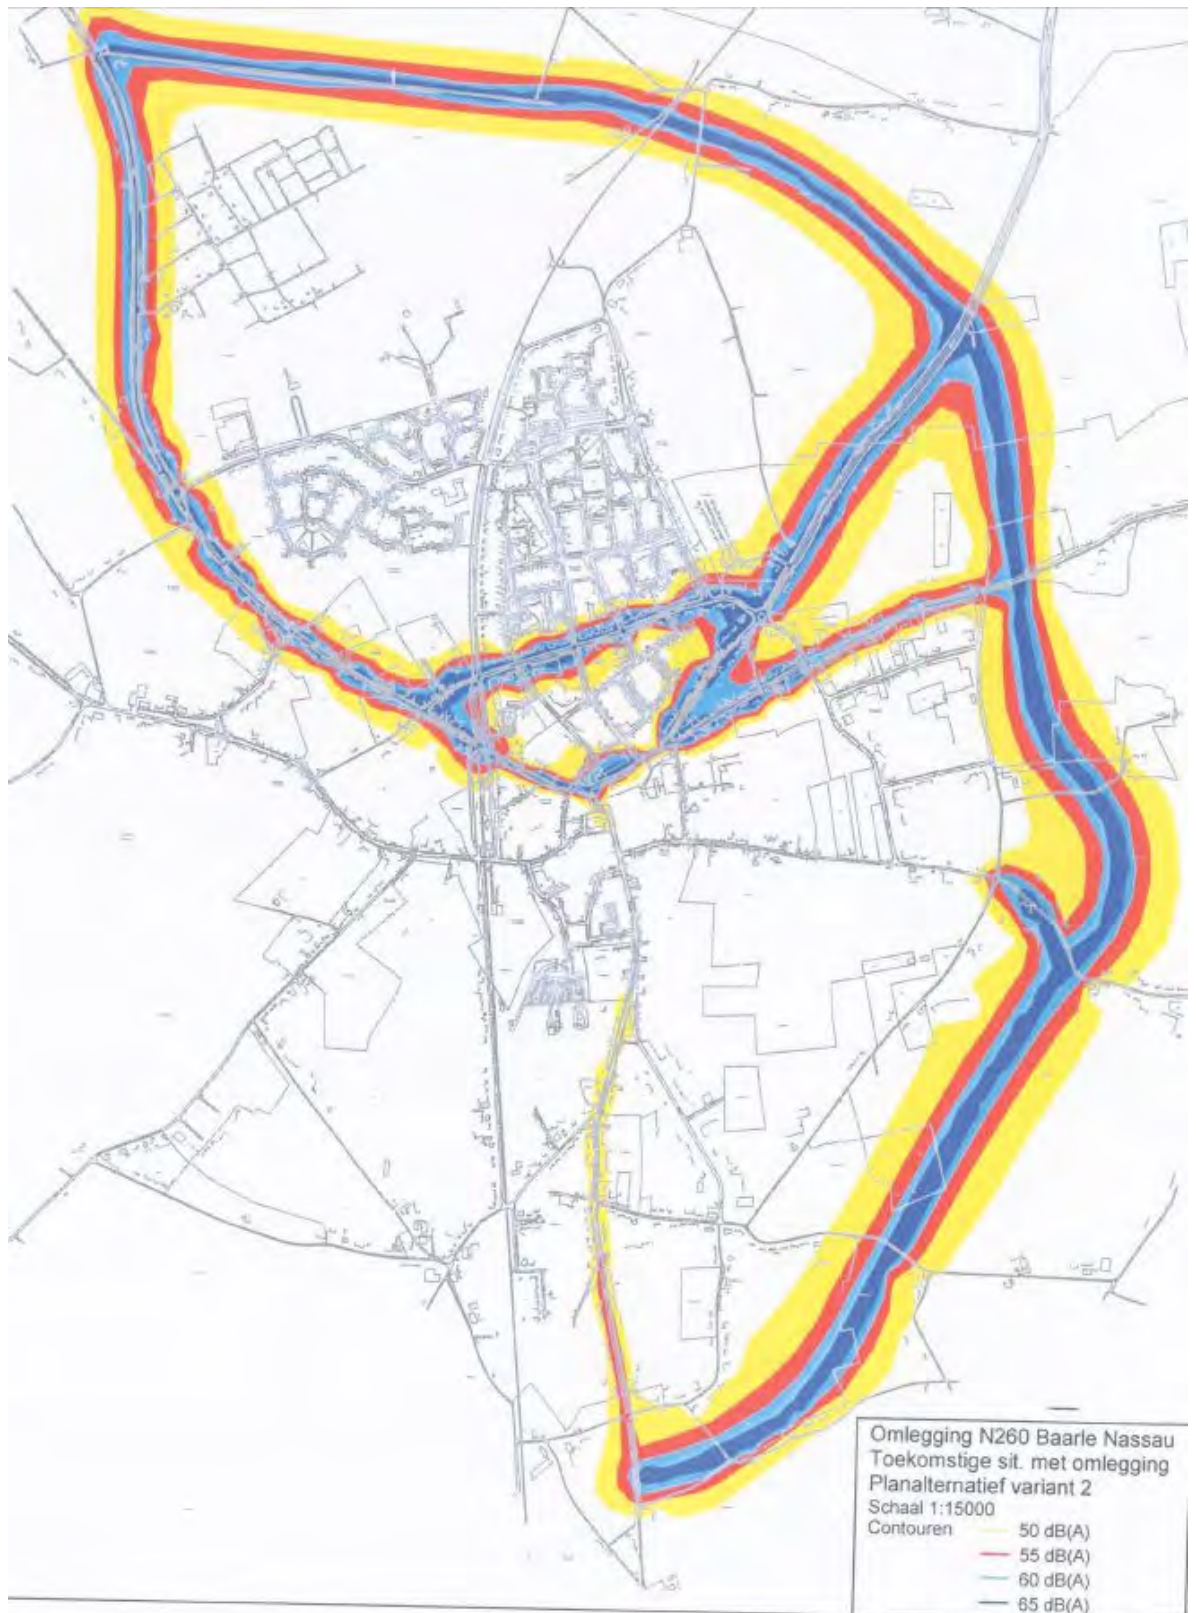 Omlegging N260 Baarle Nassau
Toekomstige sit. met omlegging
Planalternatief variant 2
Schaal 1:15000
Contouren
50 dB(A)
55 dB(A)
60 dB(A)
65 dB(A)